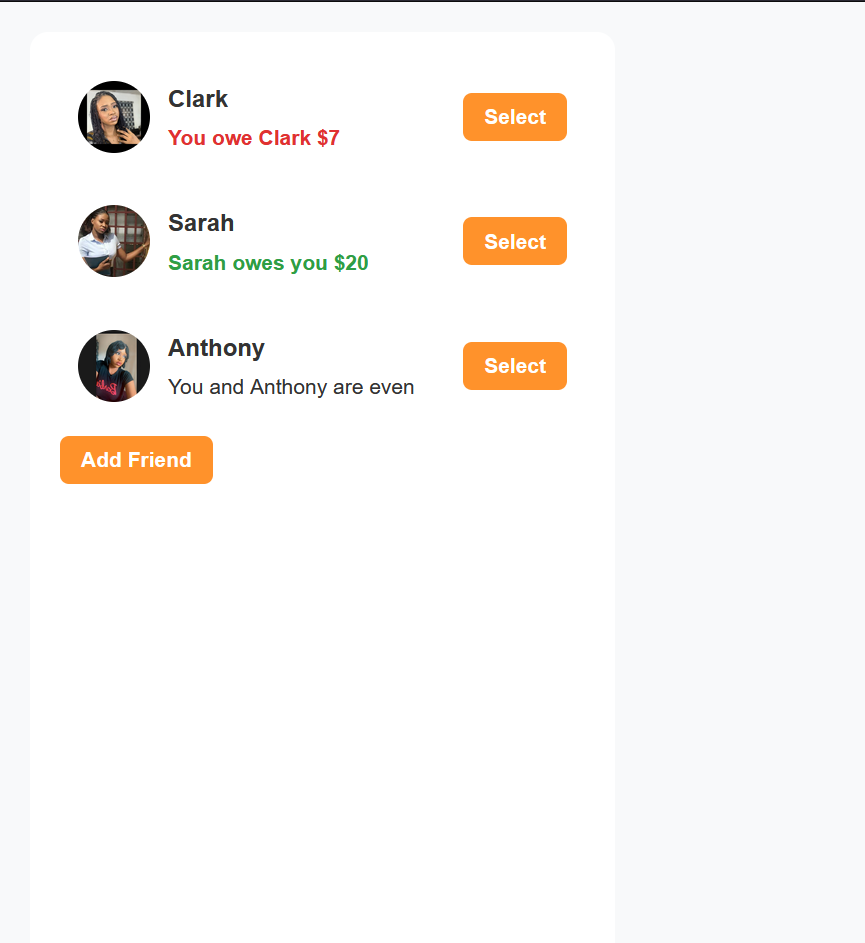 Clark
You owe Clark $7
Select
Sarah
Sarah owes you $20
Select
Anthony
You and Anthony are even
Select
Add Friend